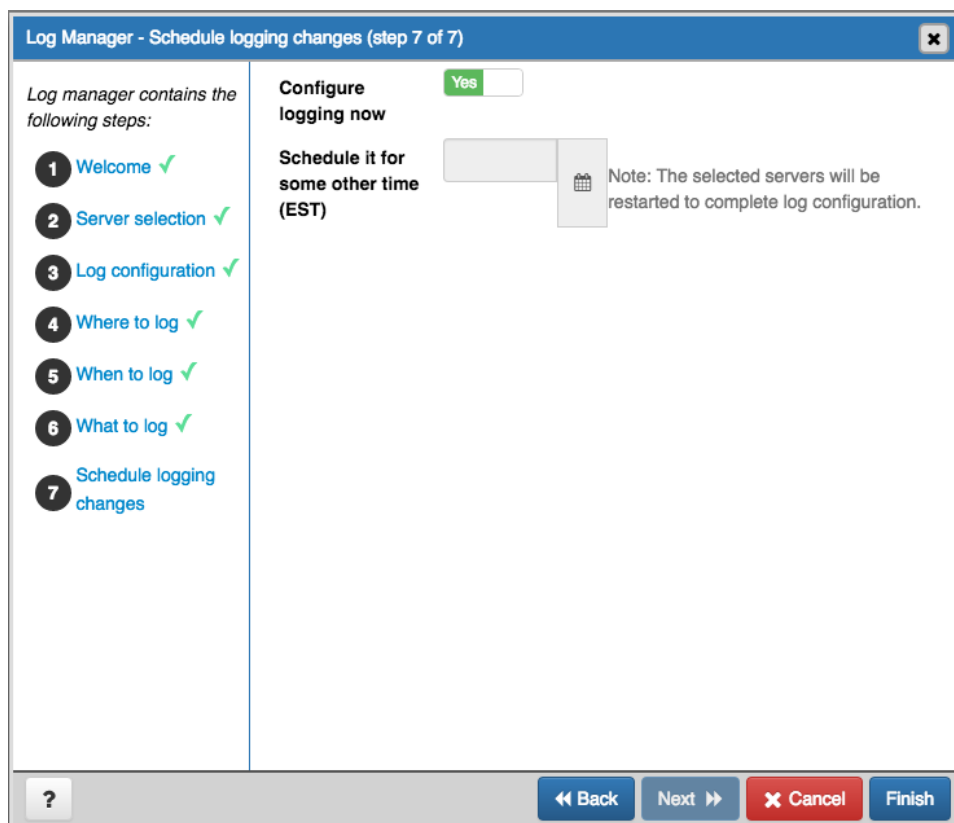 Log Manager - Schedule logging changes (step 7 of 7)
Log manager contains the
following steps:
1 Welcome
2 Server selection
3 Log configuration
4 Where to log
5 When to log
6 What to log
7 Schedule logging
changes
Configure
logging now
Yes
Schedule it for
some other time
(EST)
Note: The selected servers will be
restarted to complete log configuration.
?
Back
Next
Cancel
Finish